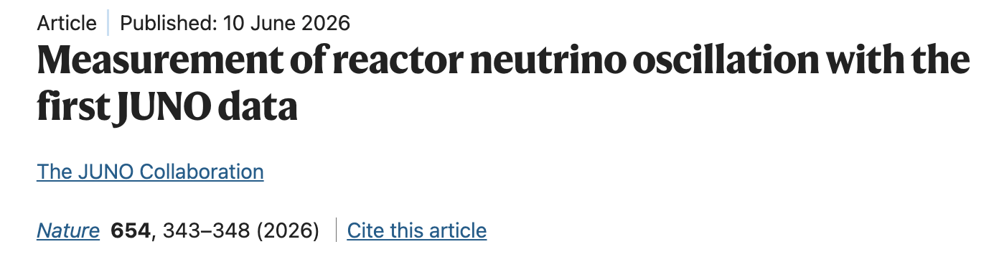 Article | Published: 10 June 2026
Measurement of reactor neutrino oscillation with the
first JUNO data
The JUNO Collaboration
Nature 654, 343–348 (2026) | Cite this article